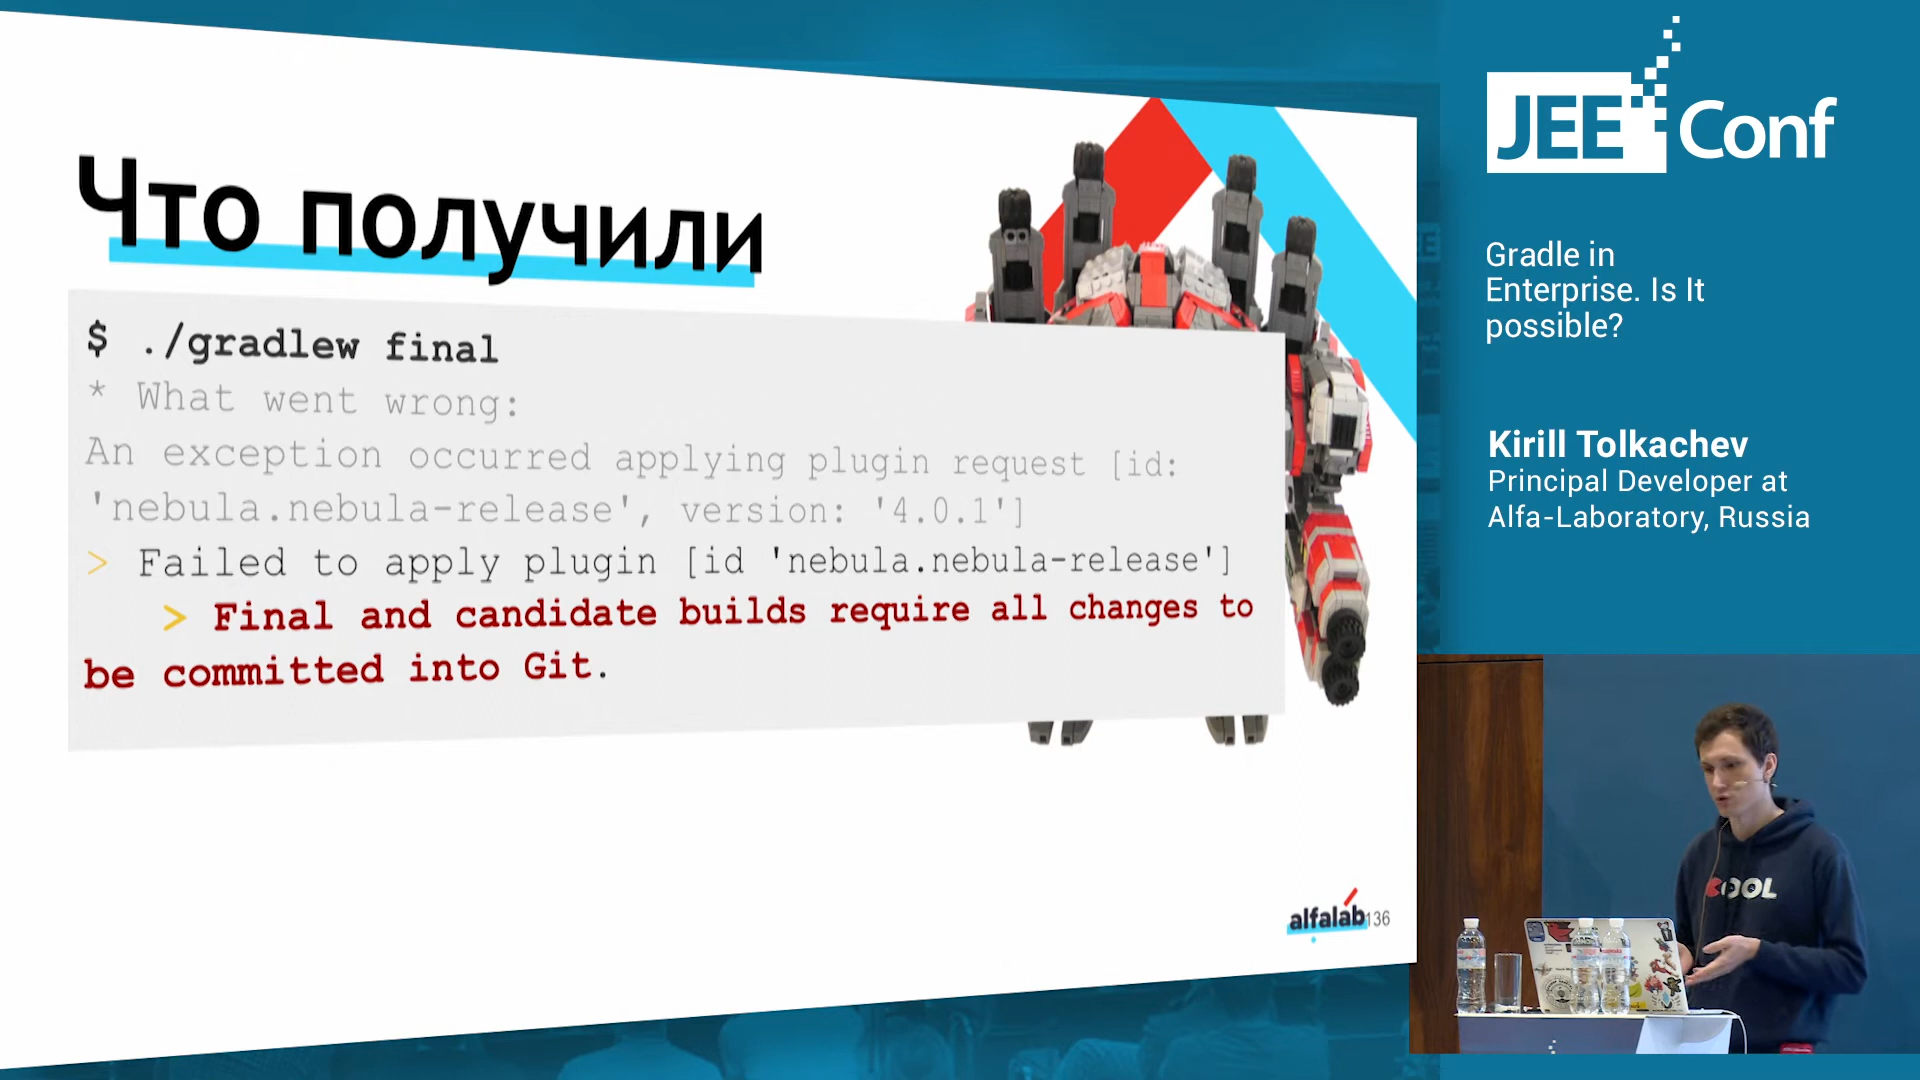 Что получили
$ ./gradlew final
* What went wrong:
An exception occurred applying plugin request [id:
'nebula.nebula-release', version: '4.0.1']
> Failed to apply plugin [id 'nebula.nebula-release']
> Final and candidate builds require all changes to
be committed into Git.
alfalab 136
JEE Conf
Gradle in
Enterprise. Is It
possible?
Kirill Tolkachev
Principal Developer at
Alfa-Laboratory, Russia
COOL